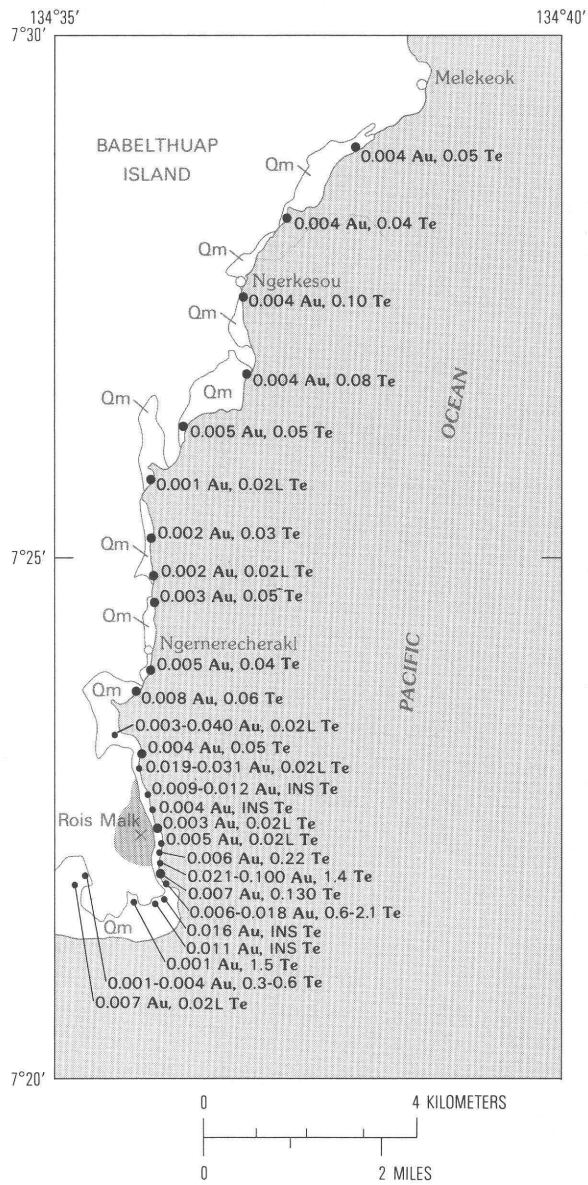 134°35′ 134°40′
7°30′
Melekeok
BABELTHUAP
ISLAND
Qm
0.004 Au, 0.05 Te
0.004 Au, 0.04 Te
Qm
Ngerkesou
0.004 Au, 0.10 Te
Qm
Qm
0.004 Au, 0.08 Te
OCEAN
Qm
0.005 Au, 0.05 Te
0.001 Au, 0.02L Te
0.002 Au, 0.03 Te
Qm
7°25′
0.002 Au, 0.02L Te
0.003 Au, 0.05 Te
Qm
Ngernerecherakl
0.005 Au, 0.04 Te
PACIFIC
Qm
0.008 Au, 0.06 Te
0.003-0.040 Au, 0.02L Te
0.004 Au, 0.05 Te
0.019-0.031 Au, 0.02L Te
0.009-0.012 Au, INS Te
0.004 Au, INS Te
Rois Malk
0.003 Au, 0.02L Te
0.005 Au, 0.02L Te
0.006 Au, 0.22 Te
0.021-0.100 Au, 1.4 Te
0.007 Au, 0.130 Te
0.006-0.018 Au, 0.6-2.1 Te
0.016 Au, INS Te
Qm
0.011 Au, INS Te
0.001 Au, 1.5 Te
0.001-0.004 Au, 0.3-0.6 Te
0.007 Au, 0.02L Te
7°20′
0 4 KILOMETERS
0 2 MILES